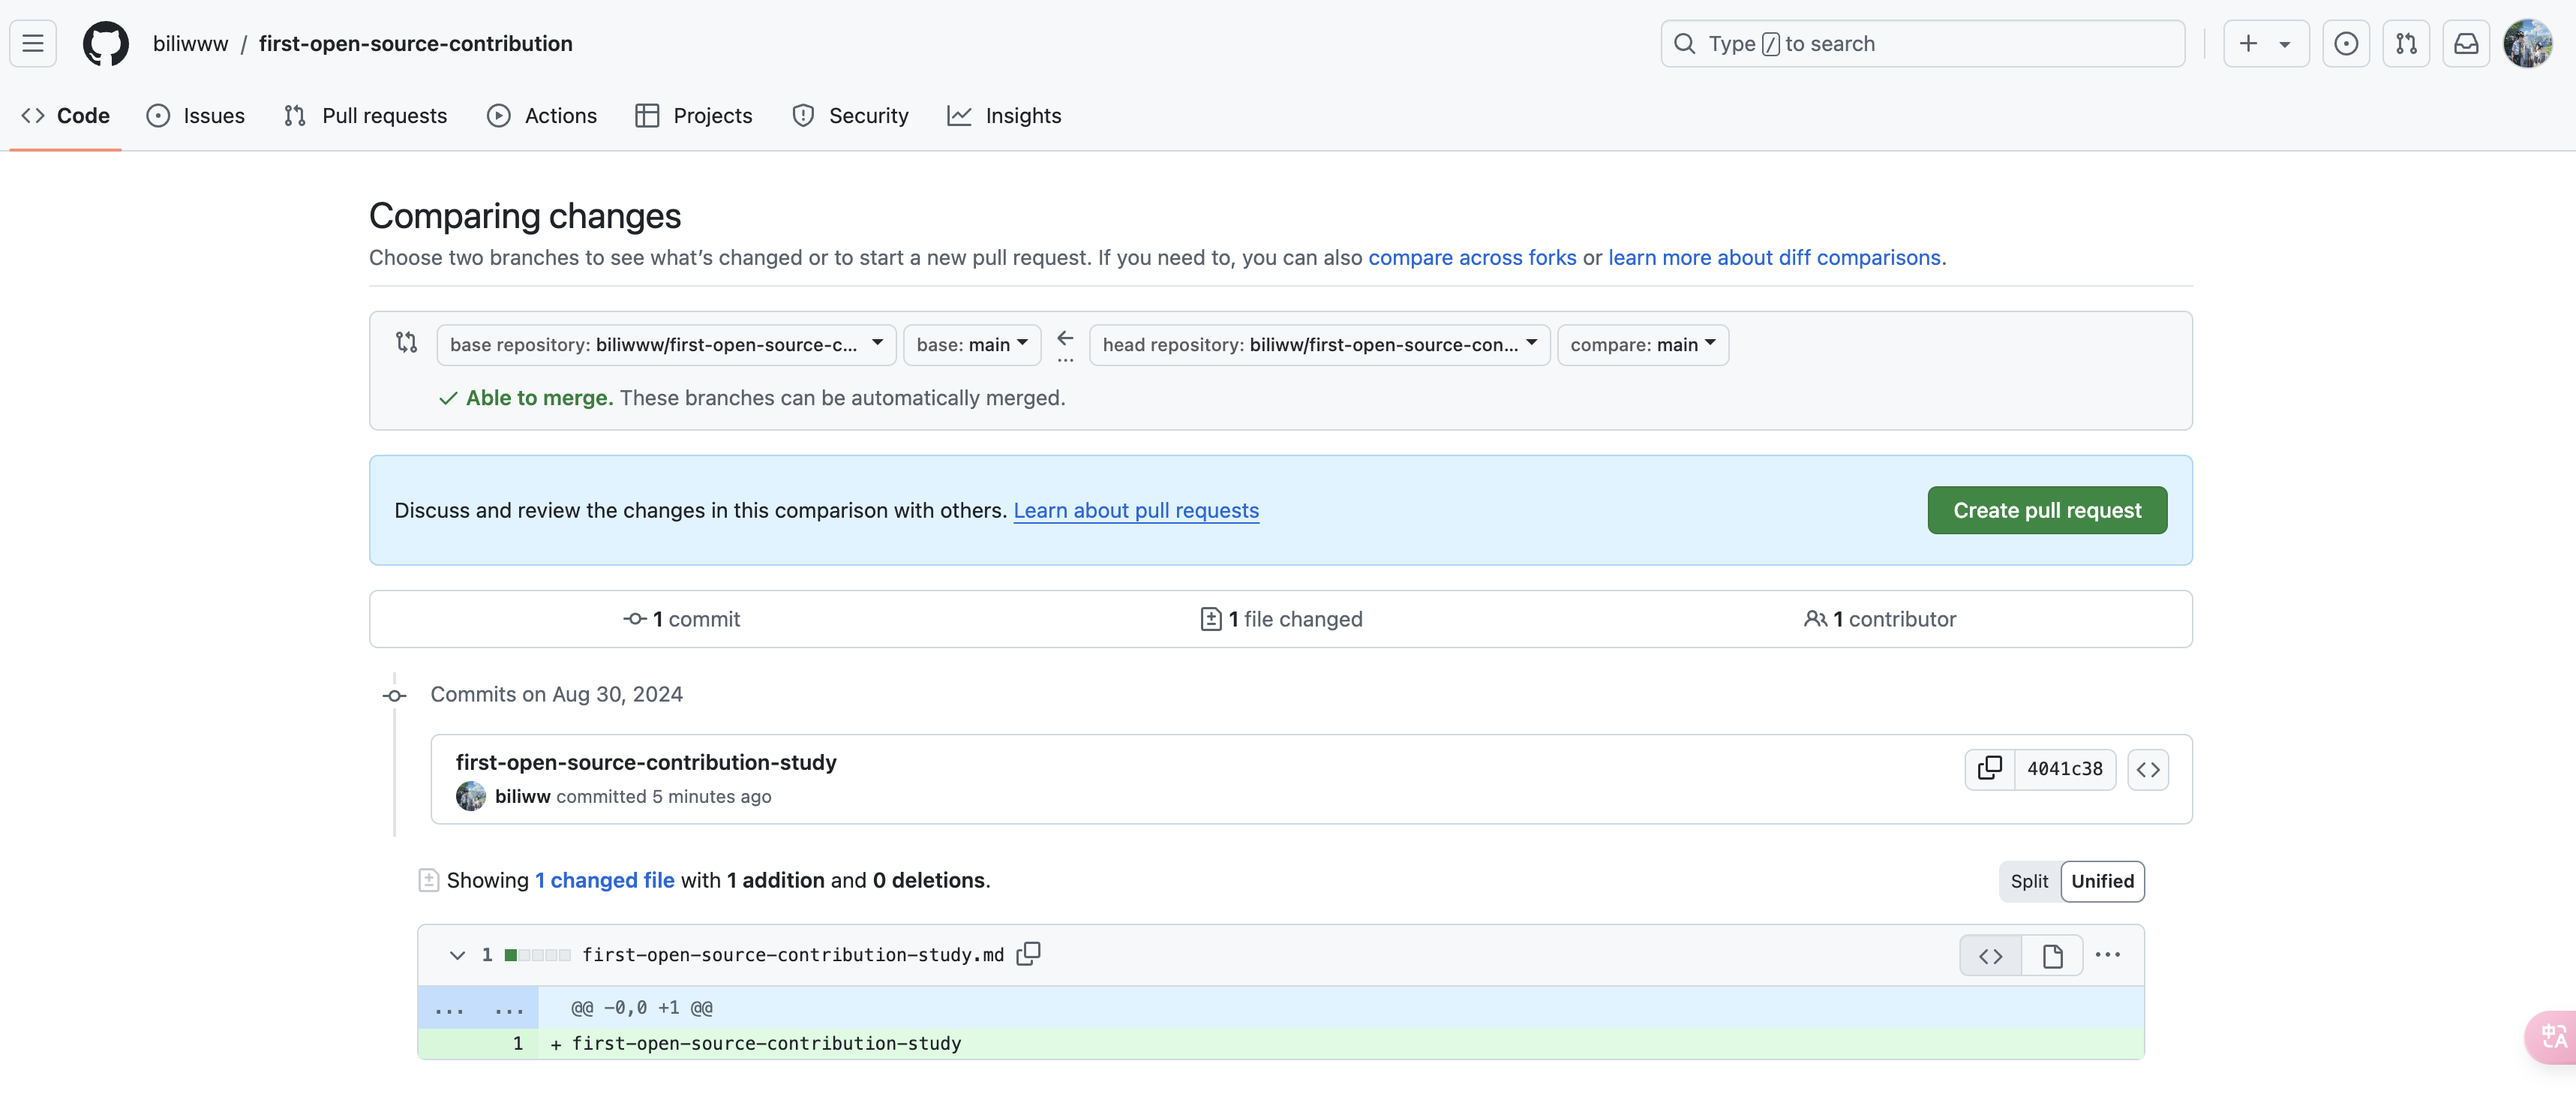 biliwww / first-open-source-contribution
Type / to search
Code Issues Pull requests Actions Projects Security Insights
Comparing changes
Choose two branches to see what's changed or to start a new pull request. If you need to, you can also compare across forks or learn more about diff comparisons.
base repository: biliwww/first-open-source-c... base: main ... head repository: biliww/first-open-source-con... compare: main
Able to merge. These branches can be automatically merged.
Discuss and review the changes in this comparison with others. Learn about pull requests
Create pull request
1 commit 1 file changed 1 contributor
Commits on Aug 30, 2024
first-open-source-contribution-study
4041c38
biliww committed 5 minutes ago
Showing 1 changed file with 1 addition and 0 deletions.
Split Unified
1 first-open-source-contribution-study.md
... ... @@ -0,0 +1 @@
1 + first-open-source-contribution-study
中A